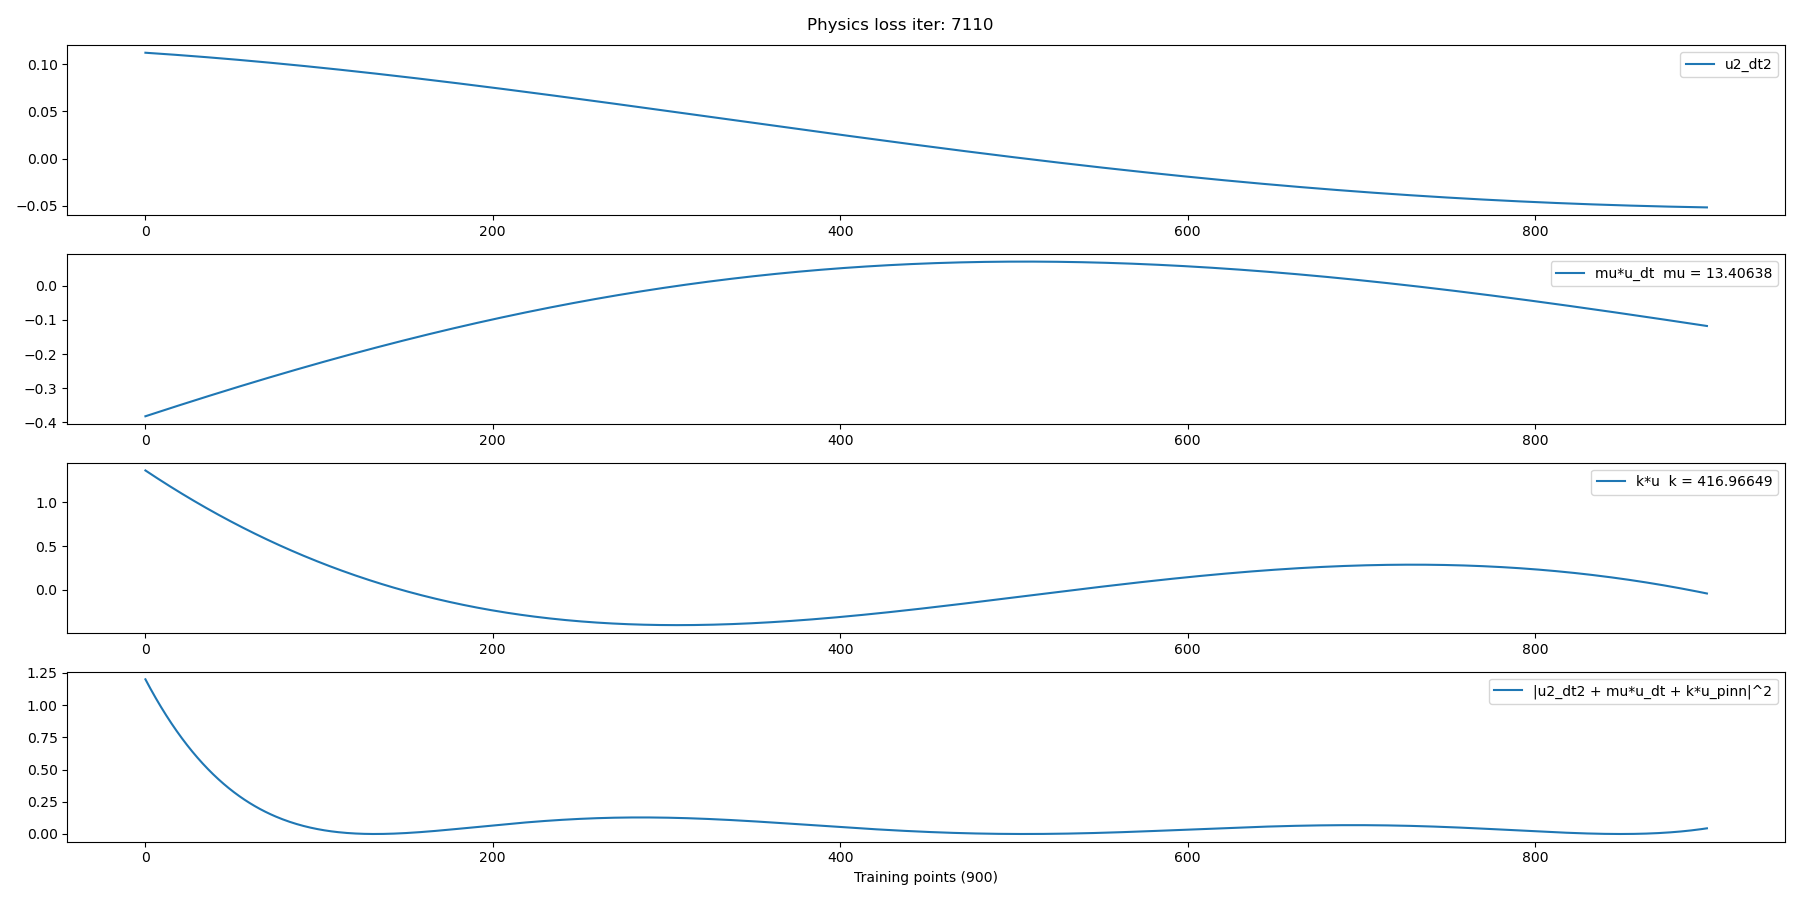 Physics loss iter: 7110
u2_dt2
0.10
0.05
0.00
−0.05
0 200 400 600 800
mu*u_dt mu = 13.40638
0.0
−0.1
−0.2
−0.3
−0.4
0 200 400 600 800
k*u k = 416.96649
1.0
0.5
0.0
0 200 400 600 800
|u2_dt2 + mu*u_dt + k*u_pinn|^2
1.25
1.00
0.75
0.50
0.25
0.00
0 200 400 600 800
Training points (900)